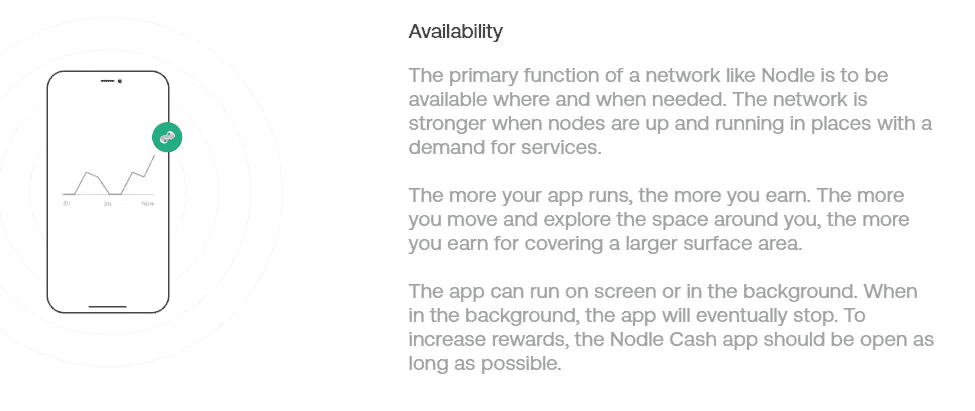 Availability
The primary function of a network like Nodle is to be
available where and when needed. The network is
stronger when nodes are up and running in places with a
demand for services.
The more your app runs, the more you earn. The more
you move and explore the space around you, the more
you earn for covering a larger surface area.
The app can run on screen or in the background. When
in the background, the app will eventually stop. To
increase rewards, the Nodle Cash app should be open as
long as possible.
Now